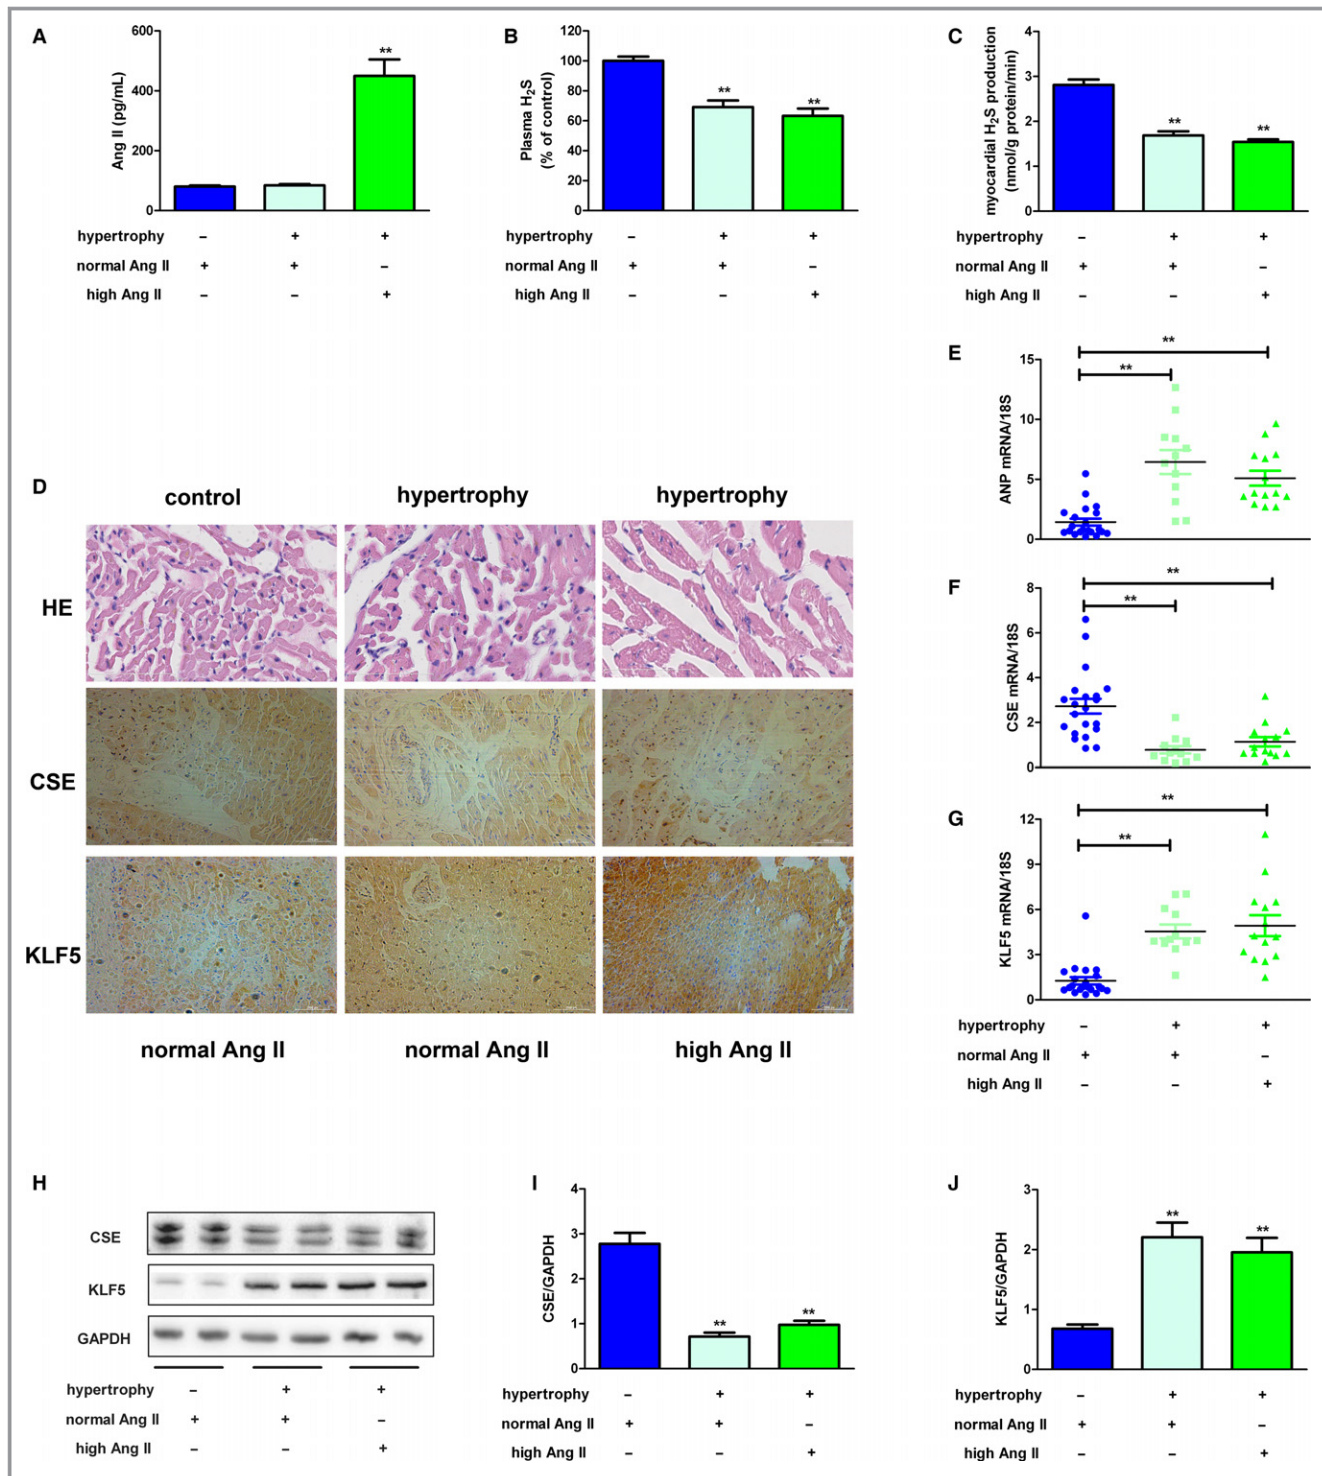 A
Ang II (pg/mL)
600
400
200
0
**
hypertrophy – + +
normal Ang II + + –
high Ang II – – +
B
Plasma H₂S
(% of control)
120
100
80
60
40
20
0
** **
hypertrophy – + +
normal Ang II + + –
high Ang II – – +
C
myocardial H₂S production
(nmol/g protein/min)
4
3
2
1
0
** **
hypertrophy – + +
normal Ang II + + –
high Ang II – – +
D
control hypertrophy hypertrophy
HE
CSE
KLF5
normal Ang II normal Ang II high Ang II
E
ANP mRNA/18S
15
10
5
0
**
**
F
CSE mRNA/18S
8
6
4
2
0
**
**
G
KLF5 mRNA/18S
12
9
6
3
0
**
**
hypertrophy – + +
normal Ang II + + –
high Ang II – – +
H
CSE
KLF5
GAPDH
hypertrophy – + +
normal Ang II + + –
high Ang II – – +
I
CSE/GAPDH
4
3
2
1
0
** **
hypertrophy – + +
normal Ang II + + –
high Ang II – – +
J
KLF5/GAPDH
3
2
1
0
** **
hypertrophy – + +
normal Ang II + + –
high Ang II – – +